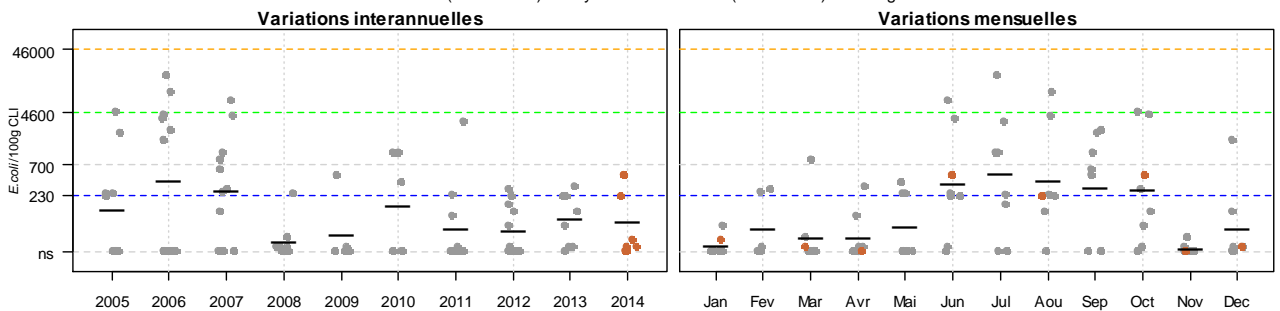 Variations interannuelles
Variations mensuelles
E.coli/100g CLI
46000
4600
700
230
ns
2005 2006 2007 2008 2009 2010 2011 2012 2013 2014
Jan Fev Mar Avr Mai Jun Jul Aou Sep Oct Nov Dec